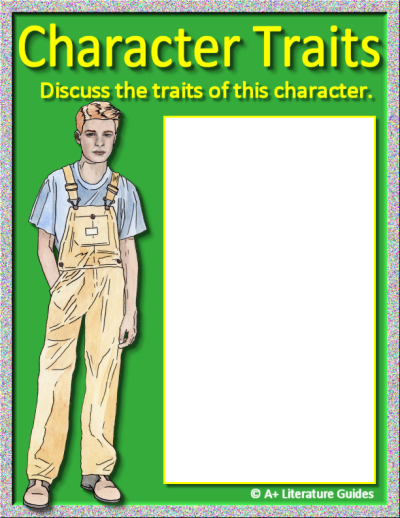 Character Traits
Discuss the traits of this character.
© A+ Literature Guides